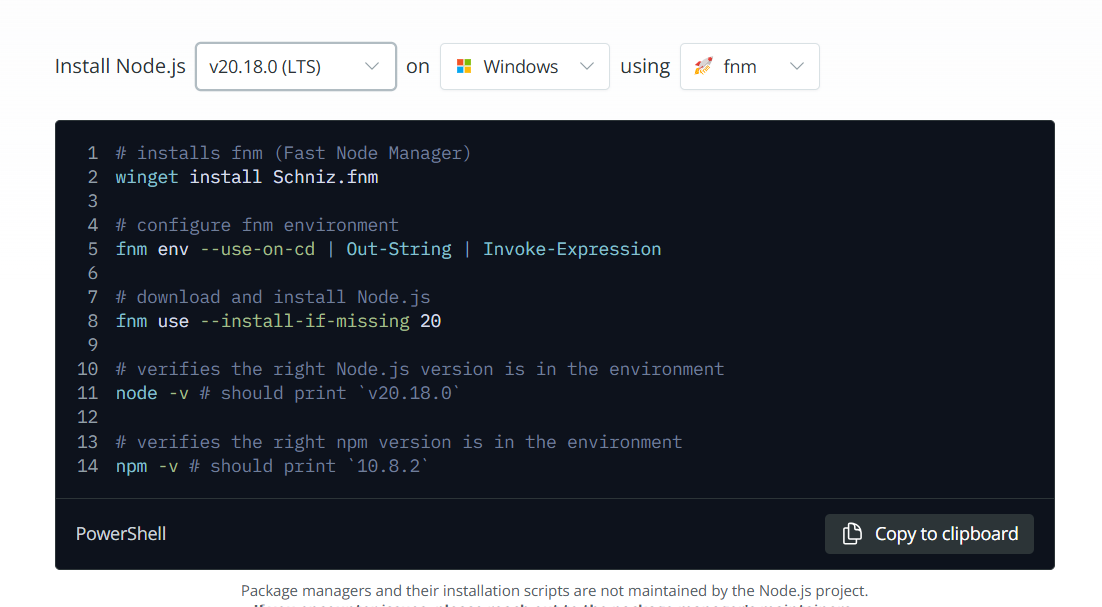 Install Node.js v20.18.0 (LTS) on Windows using fnm
1 # installs fnm (Fast Node Manager)
2 winget install Schniz.fnm
3
4 # configure fnm environment
5 fnm env --use-on-cd | Out-String | Invoke-Expression
6
7 # download and install Node.js
8 fnm use --install-if-missing 20
9
10 # verifies the right Node.js version is in the environment
11 node -v # should print `v20.18.0`
12
13 # verifies the right npm version is in the environment
14 npm -v # should print `10.8.2`
PowerShell Copy to clipboard
Package managers and their installation scripts are not maintained by the Node.js project.